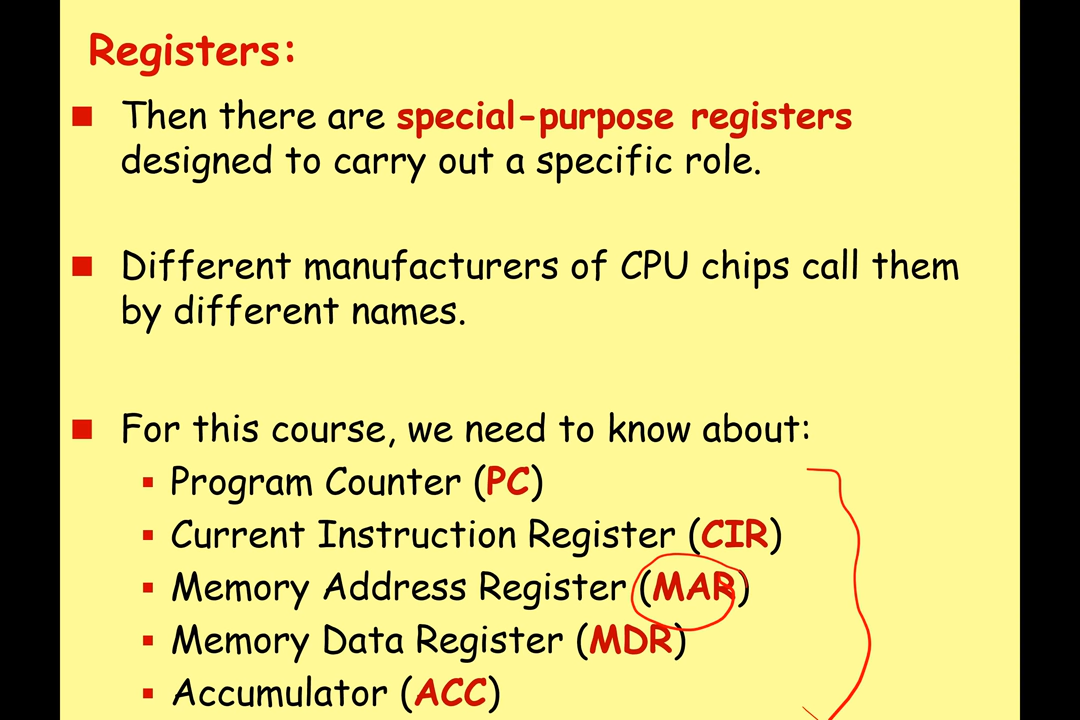 Registers:
Then there are special-purpose registers
designed to carry out a specific role.
Different manufacturers of CPU chips call them
by different names.
For this course, we need to know about:
Program Counter (PC)
Current Instruction Register (CIR)
Memory Address Register (MAR)
Memory Data Register (MDR)
Accumulator (ACC)